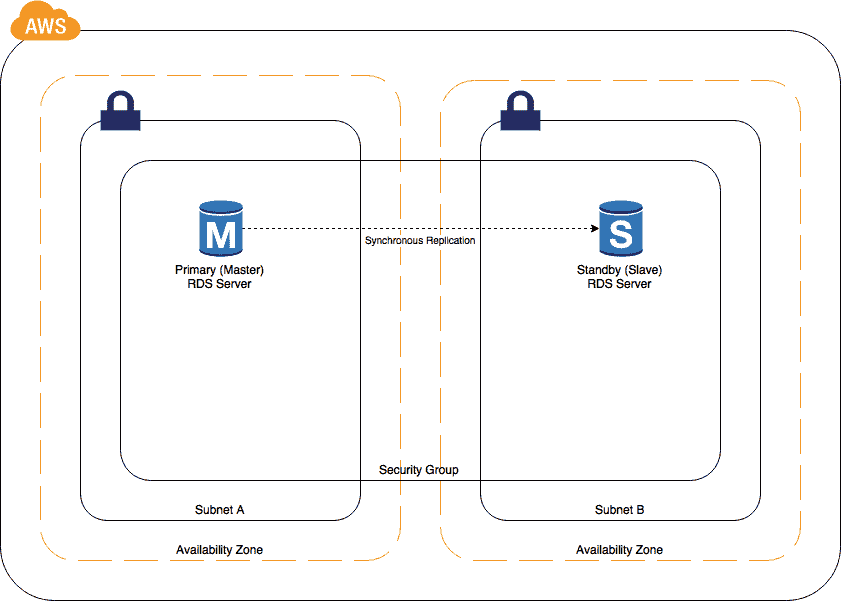 AWS
M
S
Synchronous Replication
Primary (Master)
RDS Server
Standby (Slave)
RDS Server
Security Group
Subnet A
Subnet B
Availability Zone
Availability Zone